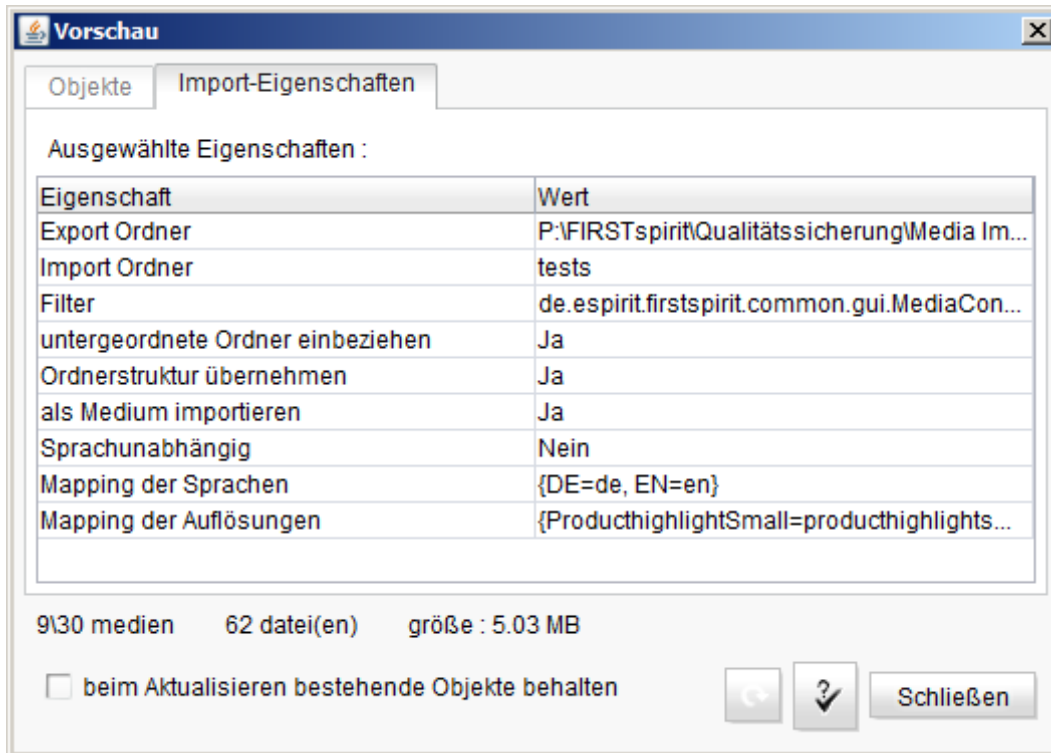 Vorschau
Objekte Import-Eigenschaften
Ausgewählte Eigenschaften :
Eigenschaft Wert
Export Ordner P:\FIRSTspirit\Qualitätssicherung\Media Im...
Import Ordner tests
Filter de.espirit.firstspirit.common.gui.MediaCon...
untergeordnete Ordner einbeziehen Ja
Ordnerstruktur übernehmen Ja
als Medium importieren Ja
Sprachunabhängig Nein
Mapping der Sprachen {DE=de, EN=en}
Mapping der Auflösungen {ProducthighlightSmall=producthighlights...
9\30 medien 62 datei(en) größe : 5.03 MB
beim Aktualisieren bestehende Objekte behalten Schließen